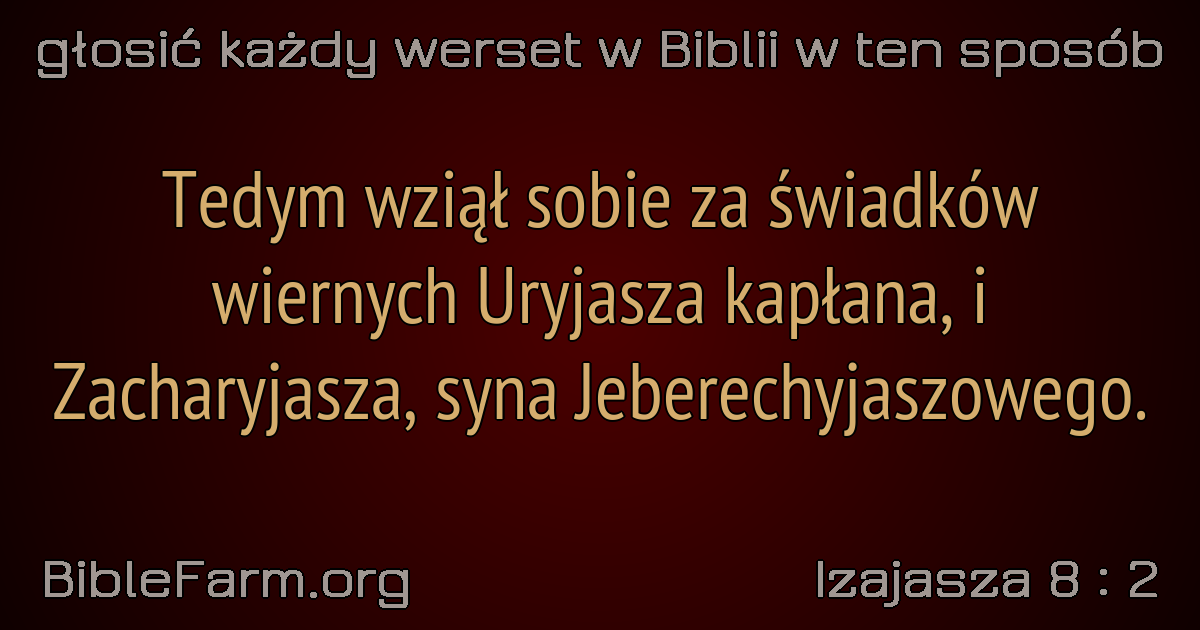 głosić każdy werset w Biblii w ten sposób
Tedym wziął sobie za świadków
wiernych Uryjasza kapłana, i
Zacharyjasza, syna Jeberechyjaszowego.
BibleFarm.org
Izajasza 8 : 2